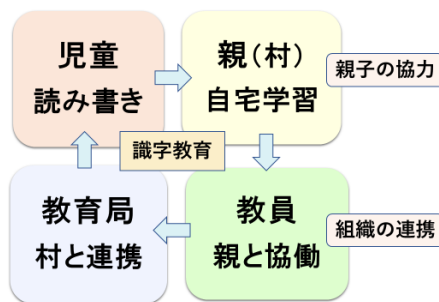 児童
読み書き
親(村)
自宅学習
親子の協力
識字教育
教育局
村と連携
教員
親と協働
組織の連携